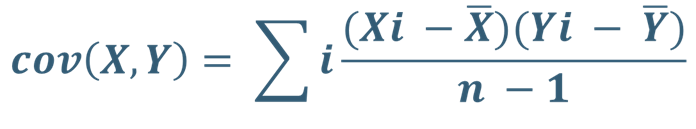 cov(X,Y) = ∑ i (Xi − X̅)(Yi − Y̅)
n − 1